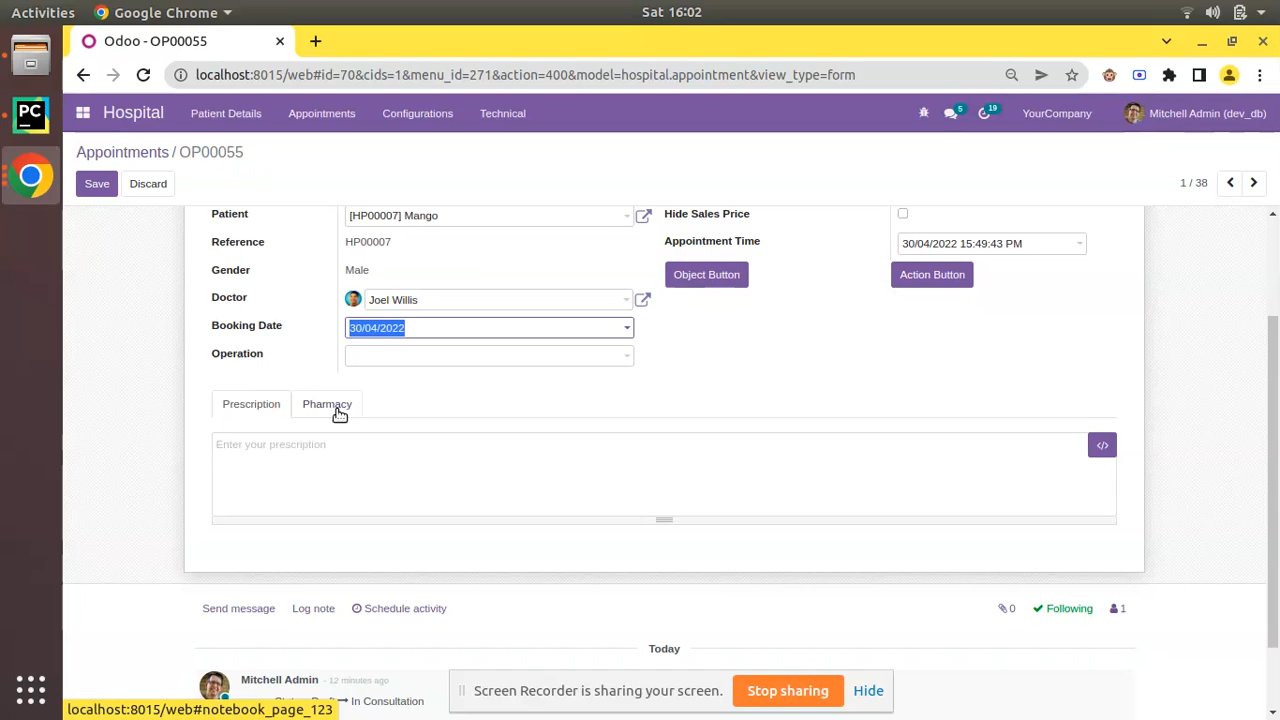 Activities
Google Chrome
Sat 16:02
Odoo - OP00055
localhost:8015/web#id=70&cids=1&menu_id=271&action=400&model=hospital.appointment&view_type=form
Hospital
Patient Details
Appointments
Configurations
Technical
5
19
YourCompany
Mitchell Admin (dev_db)
Appointments / OP00055
Save
Discard
1 / 38
Patient
[HP00007] Mango
Hide Sales Price
Reference
HP00007
Appointment Time
30/04/2022 15:49:43 PM
Gender
Male
Object Button
Action Button
Doctor
Joel Willis
Booking Date
30/04/2022
Operation
Prescription
Pharmacy
Enter your prescription
</>
Send message
Log note
Schedule activity
0
Following
1
Today
Mitchell Admin
- 12 minutes ago
In Consultation
Screen Recorder is sharing your screen.
Stop sharing
Hide
localhost:8015/web#notebook_page_123
PC